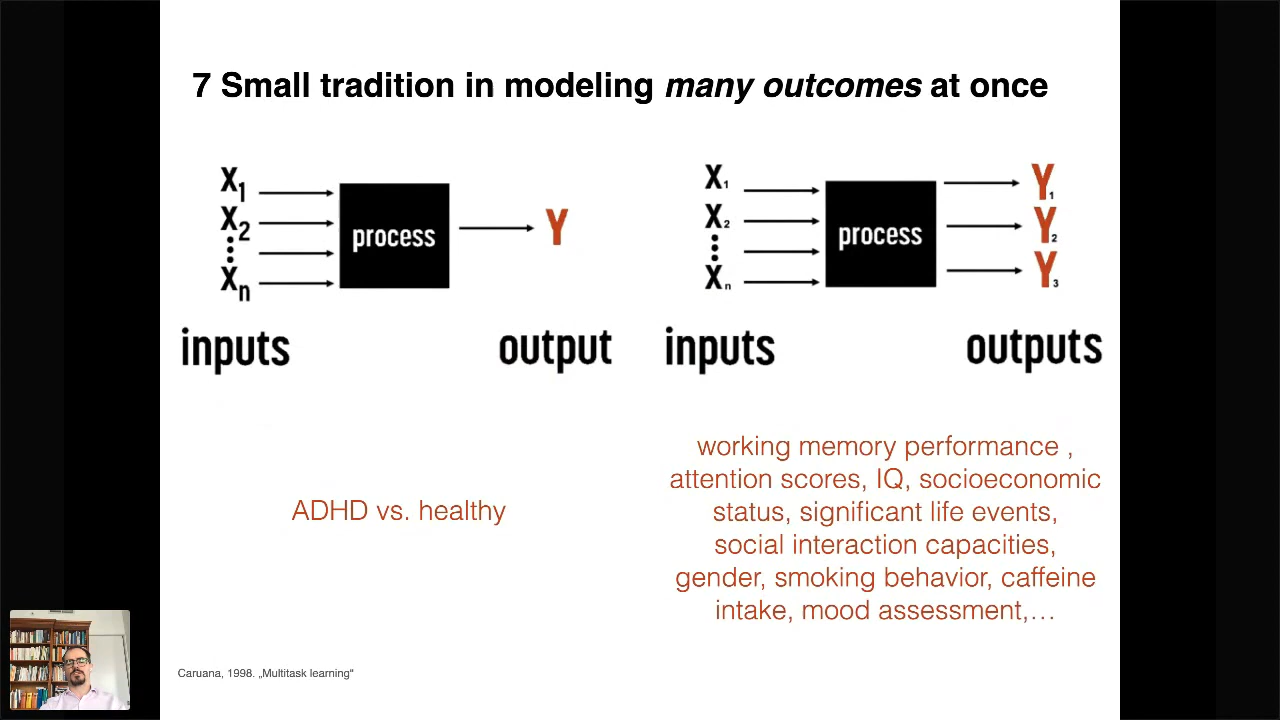 7 Small tradition in modeling many outcomes at once
X1
X2
Xn
process
Y
inputs
output
X1
X2
Xn
process
Y1
Y2
Y3
inputs
outputs
ADHD vs. healthy
working memory performance ,
attention scores, IQ, socioeconomic
status, significant life events,
social interaction capacities,
gender, smoking behavior, caffeine
intake, mood assessment,…
Caruana, 1998. „Multitask learning“